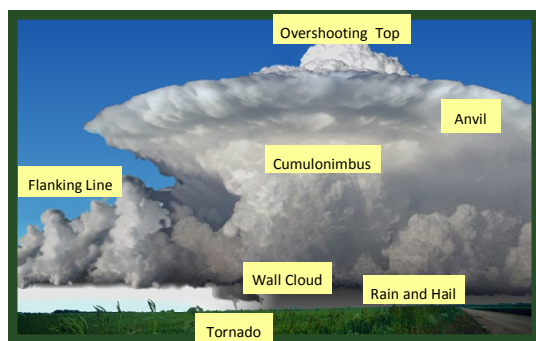 Overshooting Top
Anvil
Cumulonimbus
Flanking Line
Wall Cloud
Rain and Hail
Tornado